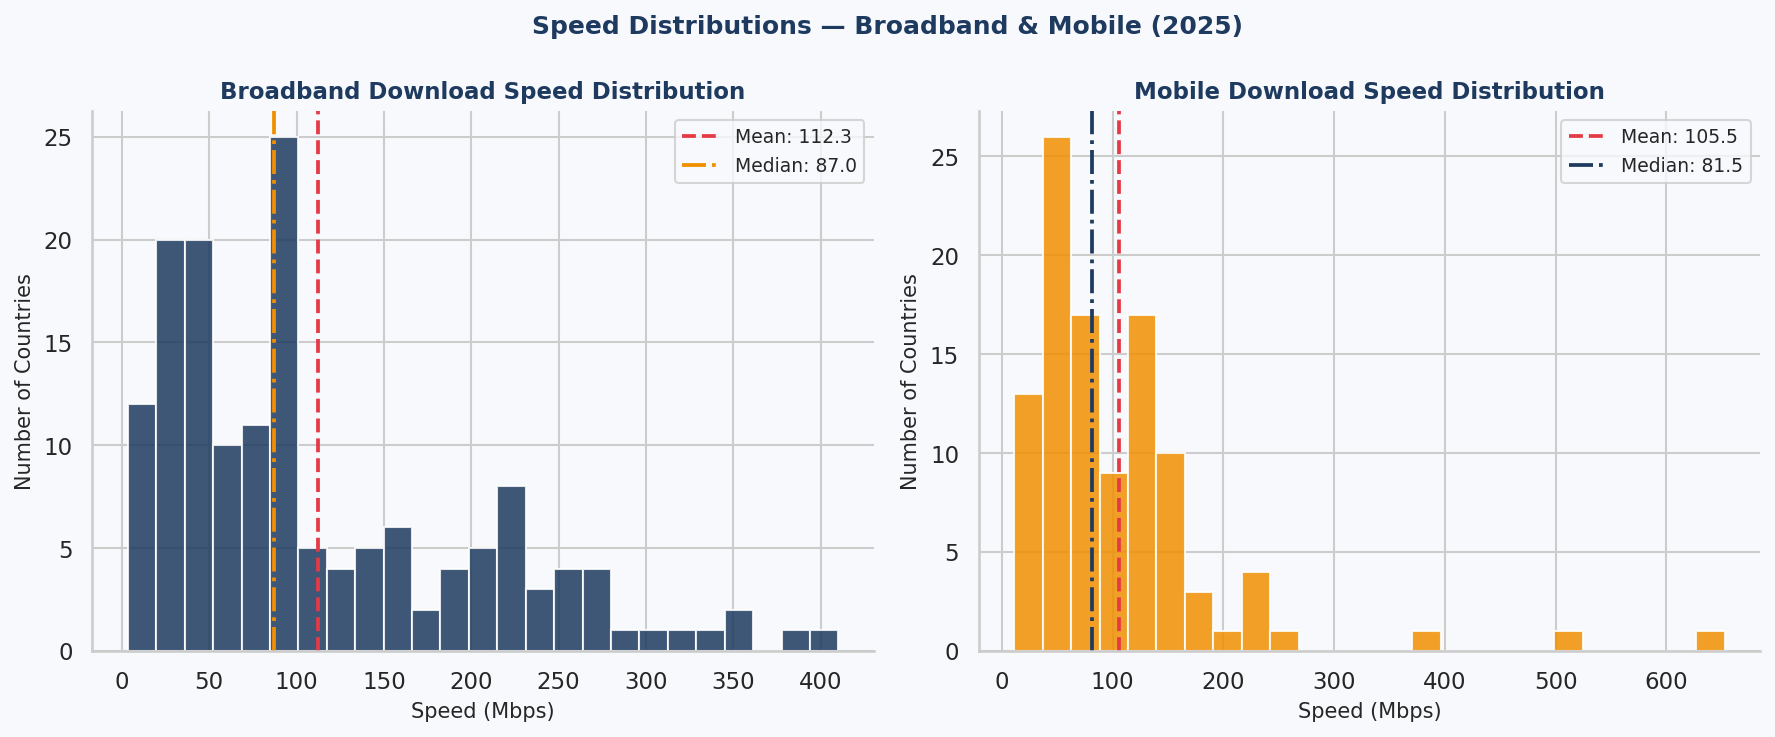 Speed Distributions — Broadband & Mobile (2025)
Broadband Download Speed Distribution
Mean: 112.3
Median: 87.0
Number of Countries
25
20
15
10
5
0
0 50 100 150 200 250 300 350 400
Speed (Mbps)
Mobile Download Speed Distribution
Mean: 105.5
Median: 81.5
Number of Countries
25
20
15
10
5
0
0 100 200 300 400 500 600
Speed (Mbps)